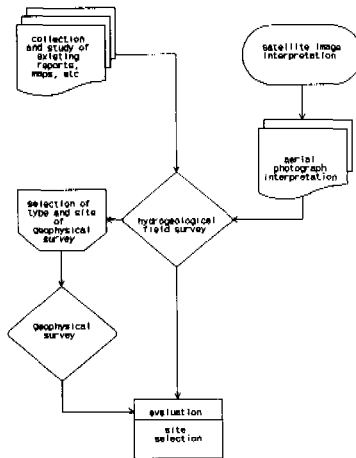 collection
and study of
existing
reports,
maps, etc
satellite image
interpretation
aerial
photograph
interpretation
selection of
type and site
of
geophysical
survey
hydrogeological
field survey
geophysical
survey
evaluation
site
selection